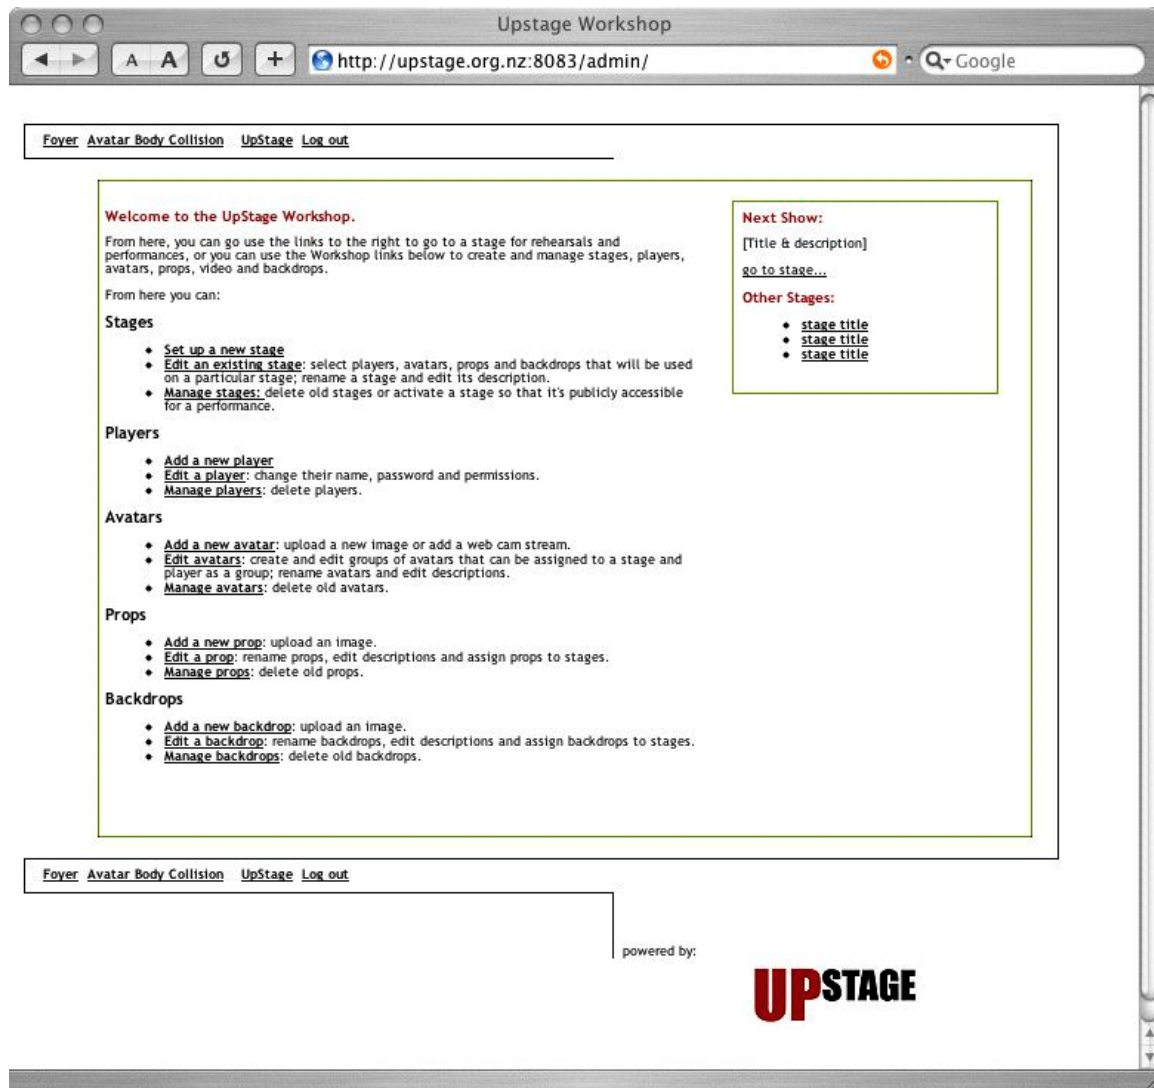 Upstage Workshop
A A + http://upstage.org.nz:8083/admin/ Q Google
Foyer Avatar Body Collision UpStage Log out
Welcome to the UpStage Workshop.
From here, you can go use the links to the right to go to a stage for rehearsals and
performances, or you can use the Workshop links below to create and manage stages, players,
avatars, props, video and backdrops.
From here you can:
Stages
• Set up a new stage
• Edit an existing stage: select players, avatars, props and backdrops that will be used
on a particular stage; rename a stage and edit its description.
• Manage stages: delete old stages or activate a stage so that it's publicly accessible
for a performance.
Players
• Add a new player
• Edit a player: change their name, password and permissions.
• Manage players: delete players.
Avatars
• Add a new avatar: upload a new image or add a web cam stream.
• Edit avatars: create and edit groups of avatars that can be assigned to a stage and
player as a group; rename avatars and edit descriptions.
• Manage avatars: delete old avatars.
Props
• Add a new prop: upload an image.
• Edit a prop: rename props, edit descriptions and assign props to stages.
• Manage props: delete old props.
Backdrops
• Add a new backdrop: upload an image.
• Edit a backdrop: rename backdrops, edit descriptions and assign backdrops to stages.
• Manage backdrops: delete old backdrops.
Next Show:
[Title & description]
go to stage...
Other Stages:
• stage title
• stage title
• stage title
Foyer Avatar Body Collision UpStage Log out
powered by:
UPSTAGE